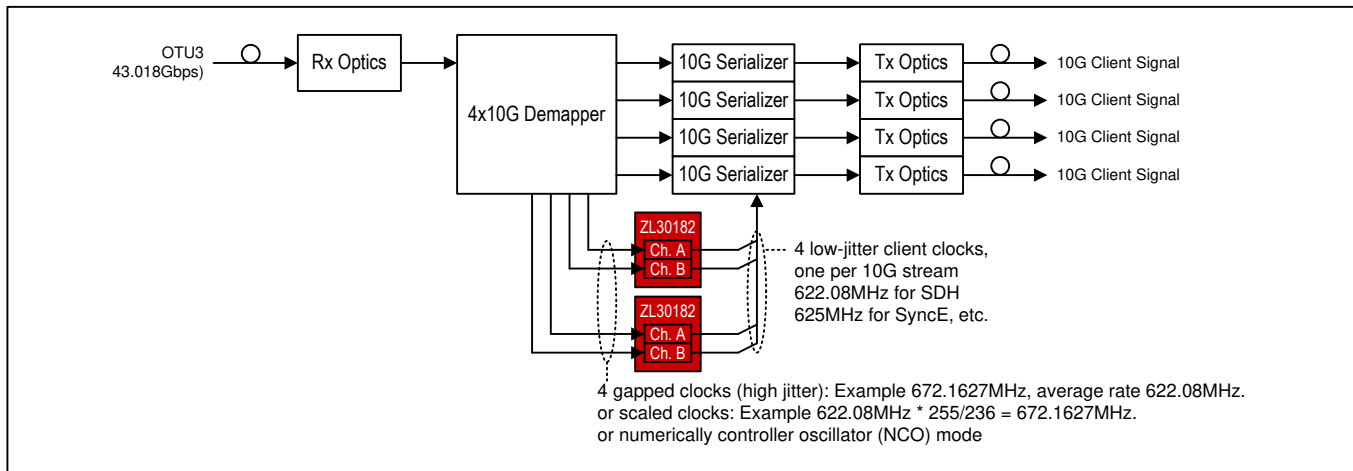 OTU3
43.018Gbps)
Rx Optics
4x10G Demapper
10G Serializer
10G Serializer
10G Serializer
10G Serializer
Tx Optics
Tx Optics
Tx Optics
Tx Optics
10G Client Signal
10G Client Signal
10G Client Signal
10G Client Signal
ZL30182
Ch. A
Ch. B
ZL30182
Ch. A
Ch. B
4 low-jitter client clocks,
one per 10G stream
622.08MHz for SDH
625MHz for SyncE, etc.
4 gapped clocks (high jitter): Example 672.1627MHz, average rate 622.08MHz.
or scaled clocks: Example 622.08MHz * 255/236 = 672.1627MHz.
or numerically controller oscillator (NCO) mode